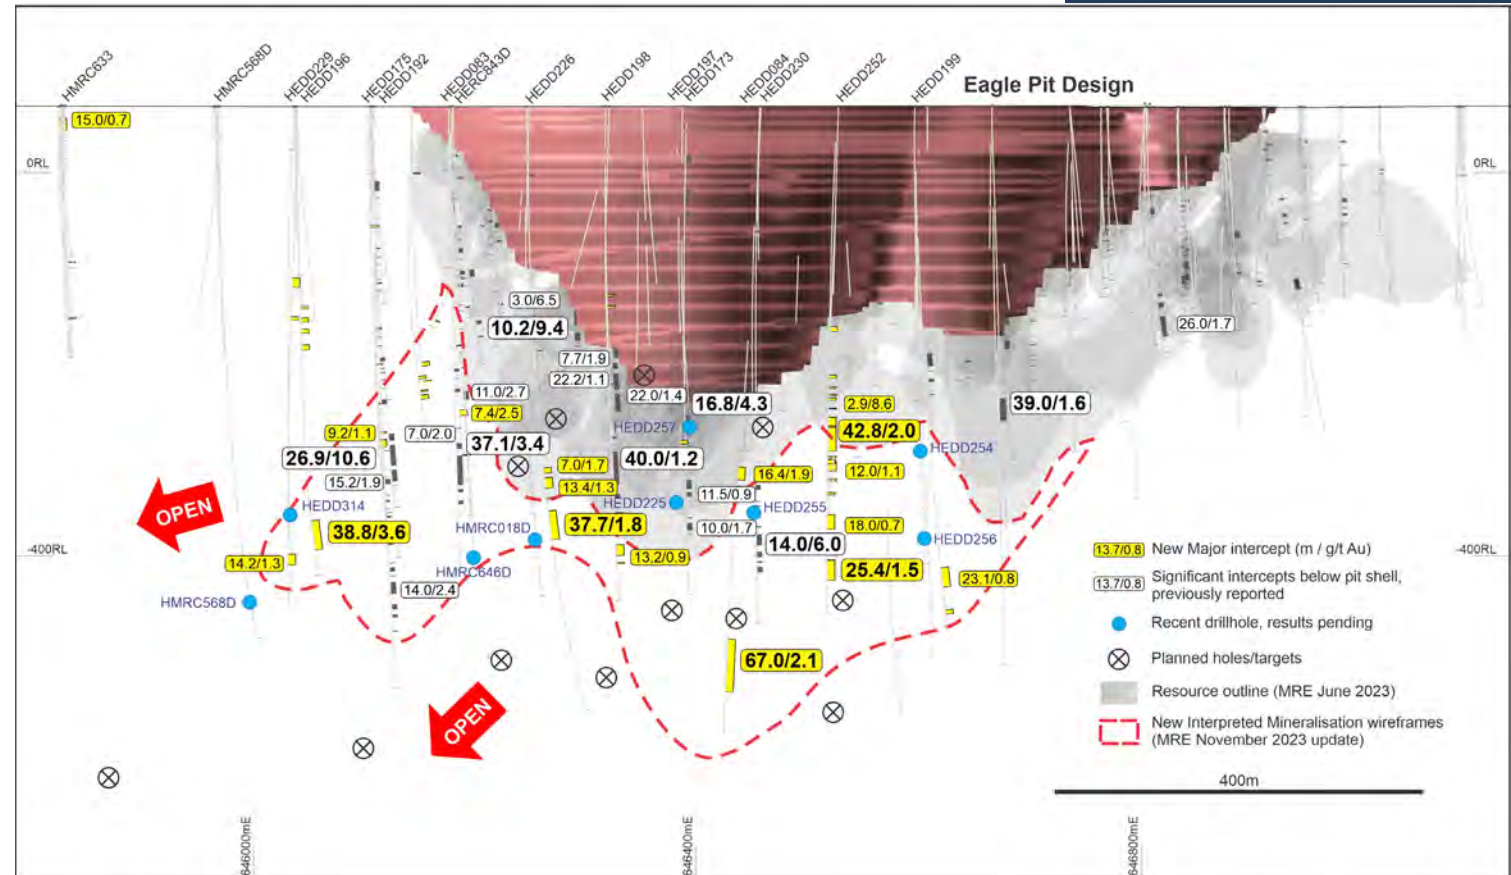 HMRC633
HMRC568D
HEDD229
HEDD196
HEDD175
HEDD192
HEDD083
HERC843D
HEDD226
HEDD198
HEDD197
HEDD173
HEDD084
HEDD230
HEDD252
HEDD199
Eagle Pit Design
15.0/0.7
0RL
0RL
3.0/6.5
10.2/9.4
26.0/1.7
7.7/1.9
22.2/1.1
11.0/2.7
22.0/1.4
16.8/4.3
2.9/8.6
39.0/1.6
7.4/2.5
9.2/1.1
7.0/2.0
37.1/3.4
HEDD257
42.8/2.0
HEDD254
26.9/10.6
40.0/1.2
7.0/1.7
16.4/1.9
12.0/1.1
15.2/1.9
13.4/1.3
11.5/0.9
OPEN
HEDD314
HEDD225
HEDD255
38.8/3.6
HMRC018D
37.7/1.8
10.0/1.7
18.0/0.7
14.0/6.0
HEDD256
-400RL
14.2/1.3
HMRC646D
13.2/0.9
25.4/1.5
23.1/0.8
-400RL
HMRC568D
14.0/2.4
67.0/2.1
OPEN
13.7/0.8 New Major intercept (m / g/t Au)
13.7/0.8 Significant intercepts below pit shell,
previously reported
Recent drillhole, results pending
Planned holes/targets
Resource outline (MRE June 2023)
New Interpreted Mineralisation wireframes
(MRE November 2023 update)
400m
646000mE
646400mE
646800mE